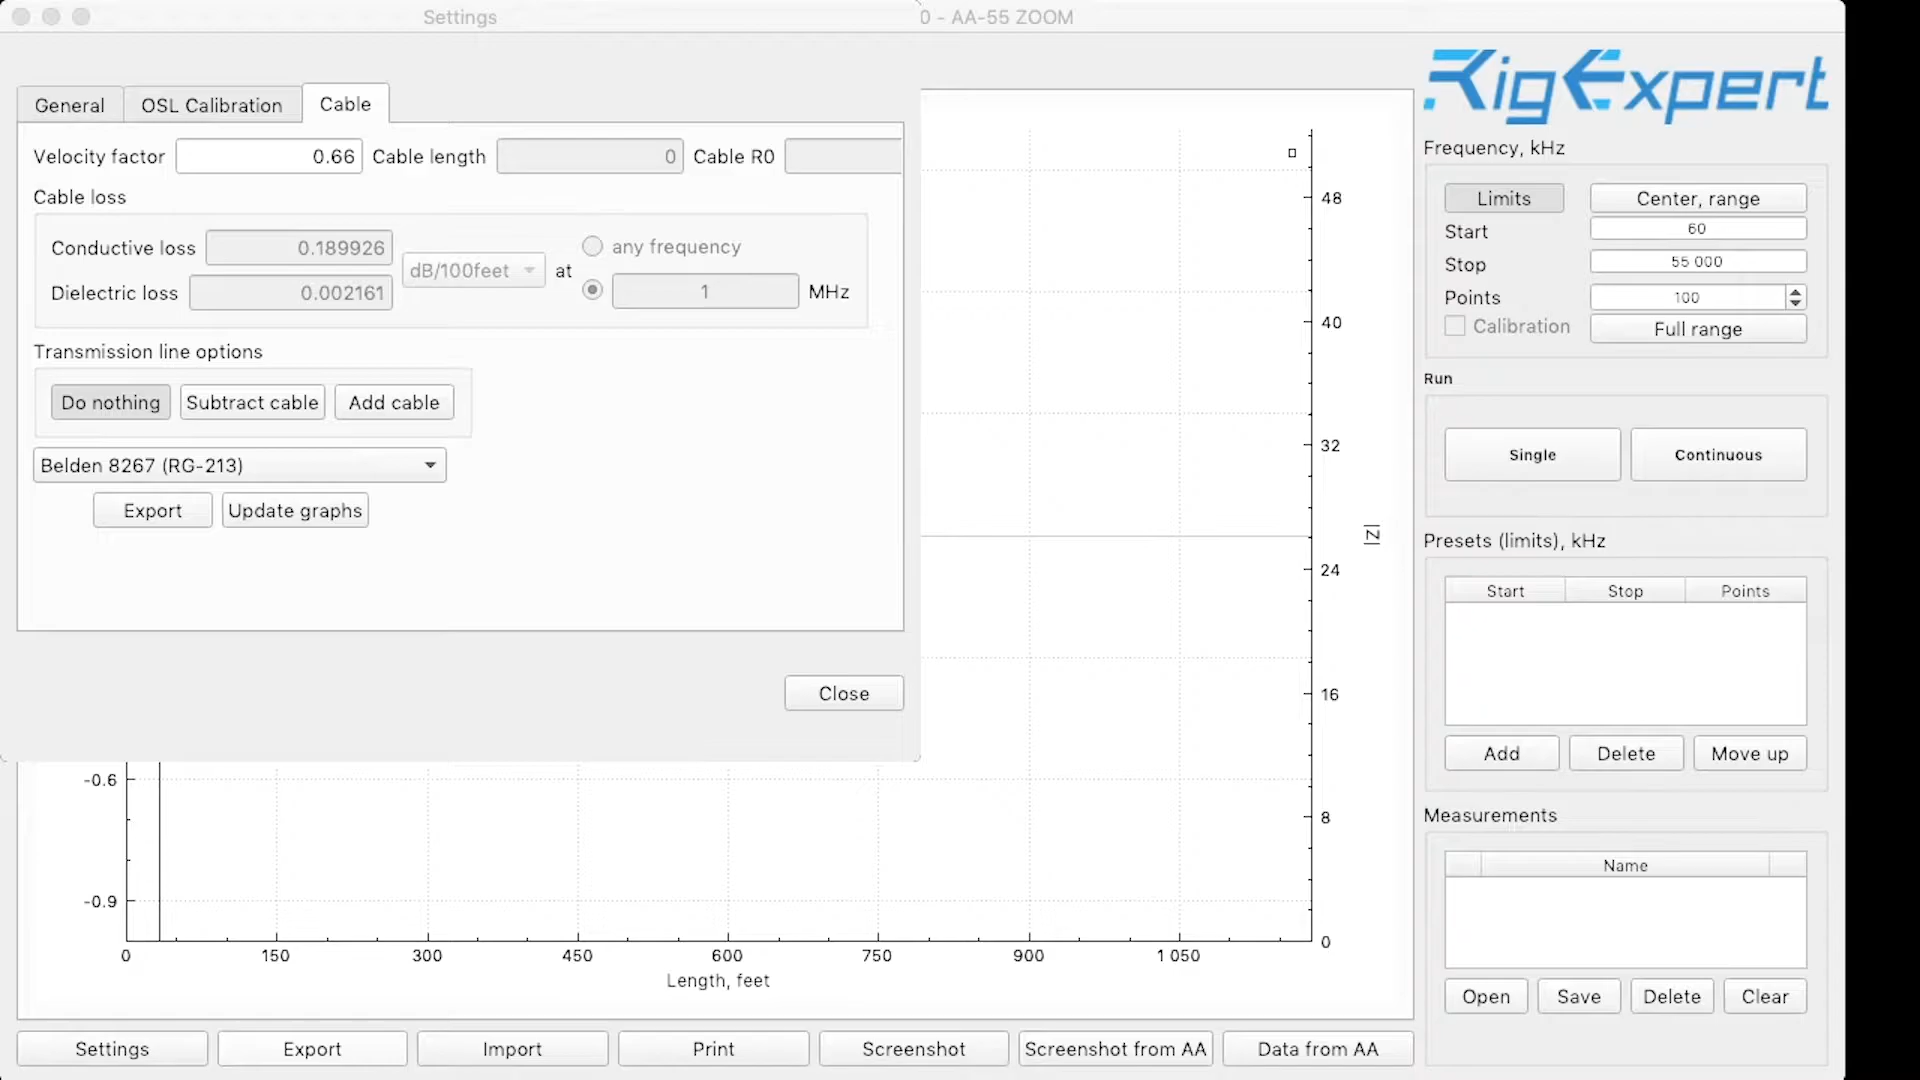 Settings
0 - AA-55 ZOOM
General
OSL Calibration
Cable
Velocity factor
0.66
Cable length
0
Cable R0
Cable loss
Conductive loss
0.189926
Dielectric loss
0.002161
dB/100feet
at
any frequency
1
MHz
Transmission line options
Do nothing
Subtract cable
Add cable
Belden 8267 (RG-213)
Export
Update graphs
Close
48
40
32
24
16
8
0
|Z|
-0.6
-0.9
0
150
300
450
600
750
900
1 050
Length, feet
Settings
Export
Import
Print
Screenshot
Screenshot from AA
Data from AA
RigExpert
Frequency, kHz
Limits
Center, range
Start
60
Stop
55 000
Points
100
Calibration
Full range
Run
Single
Continuous
Presets (limits), kHz
Start
Stop
Points
Add
Delete
Move up
Measurements
Name
Open
Save
Delete
Clear